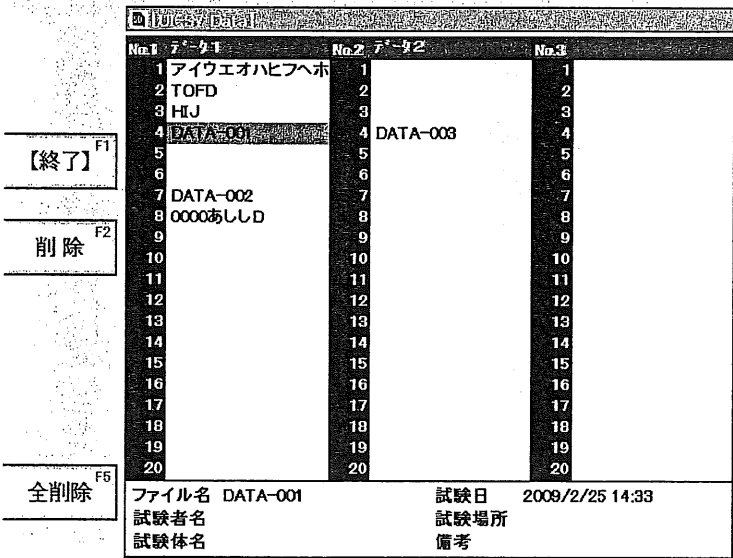 No.1 ﾃﾞｰﾀ1 No.2 ﾃﾞｰﾀ2 No.3
1 アイウエオハヒフヘホ 1 1
2 TOFD 2 2
3 HIJ 3 3
4 DATA-001 4 DATA-003 4
5 5 5
6 6 6
7 DATA-002 7 7
8 0000あししD 8 8
9 9 9
10 10 10
11 11 11
12 12 12
13 13 13
14 14 14
15 15 15
16 16 16
17 17 17
18 18 18
19 19 19
20 20 20
【終了】 F1
削除 F2
全削除 F5
ファイル名 DATA-001 試験日 2009/2/25 14:33
試験者名 試験場所
試験体名 備考